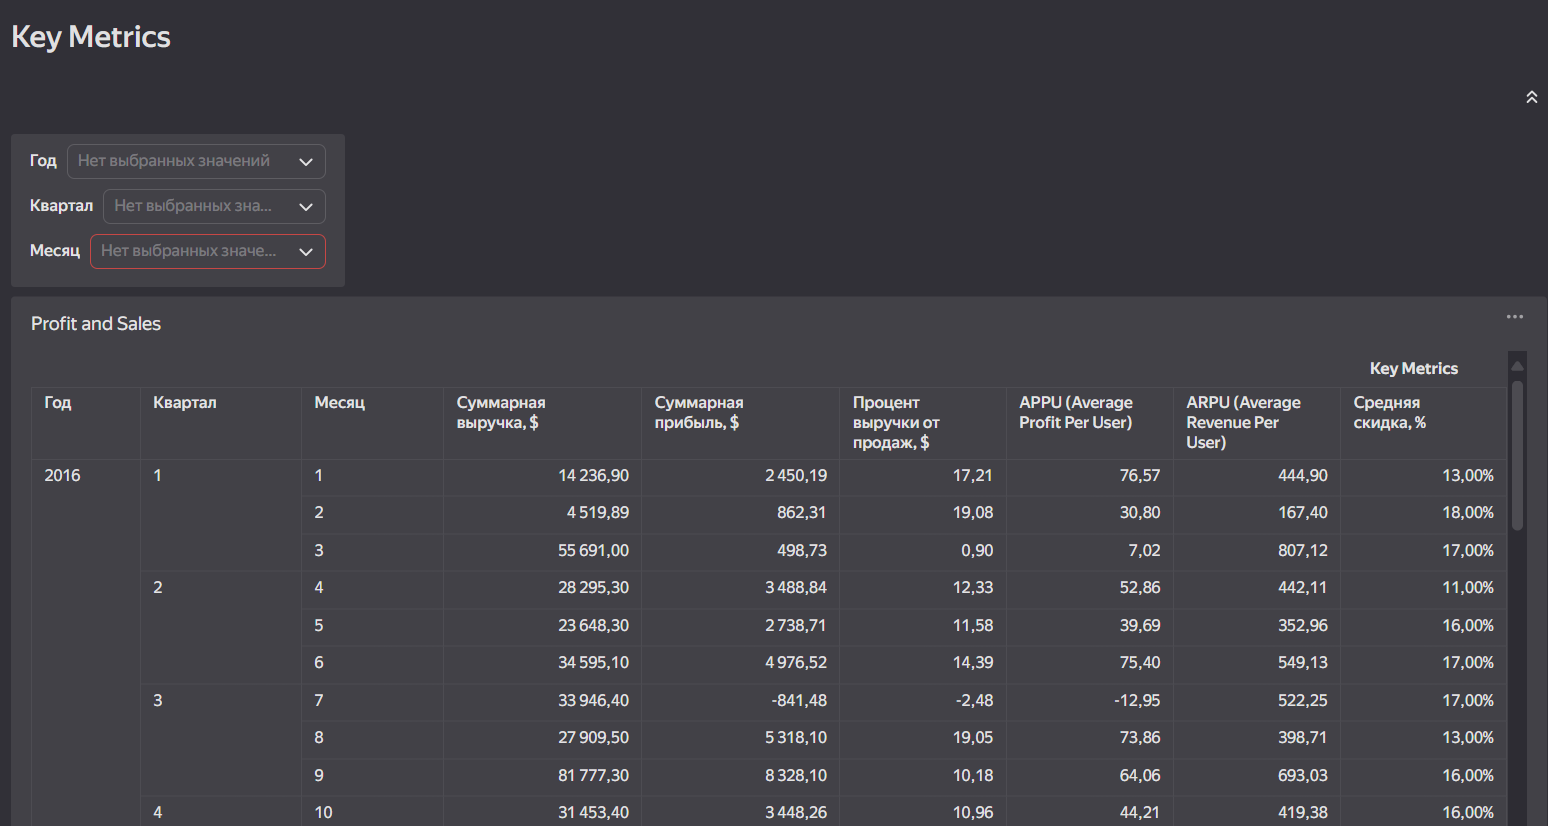 Key Metrics
Год Нет выбранных значений
Квартал Нет выбранных зна...
Месяц Нет выбранных значе...
Profit and Sales
Key Metrics
Год Квартал Месяц Суммарная выручка, $ Суммарная прибыль, $ Процент выручки от продаж, $ APPU (Average Profit Per User) ARPU (Average Revenue Per User) Средняя скидка, %
2016 1 1 14 236,90 2 450,19 17,21 76,57 444,90 13,00%
2 4 519,89 862,31 19,08 30,80 167,40 18,00%
3 55 691,00 498,73 0,90 7,02 807,12 17,00%
2 4 28 295,30 3 488,84 12,33 52,86 442,11 11,00%
5 23 648,30 2 738,71 11,58 39,69 352,96 16,00%
6 34 595,10 4 976,52 14,39 75,40 549,13 17,00%
3 7 33 946,40 -841,48 -2,48 -12,95 522,25 17,00%
8 27 909,50 5 318,10 19,05 73,86 398,71 13,00%
9 81 777,30 8 328,10 10,18 64,06 693,03 16,00%
4 10 31 453,40 3 448,26 10,96 44,21 419,38 16,00%